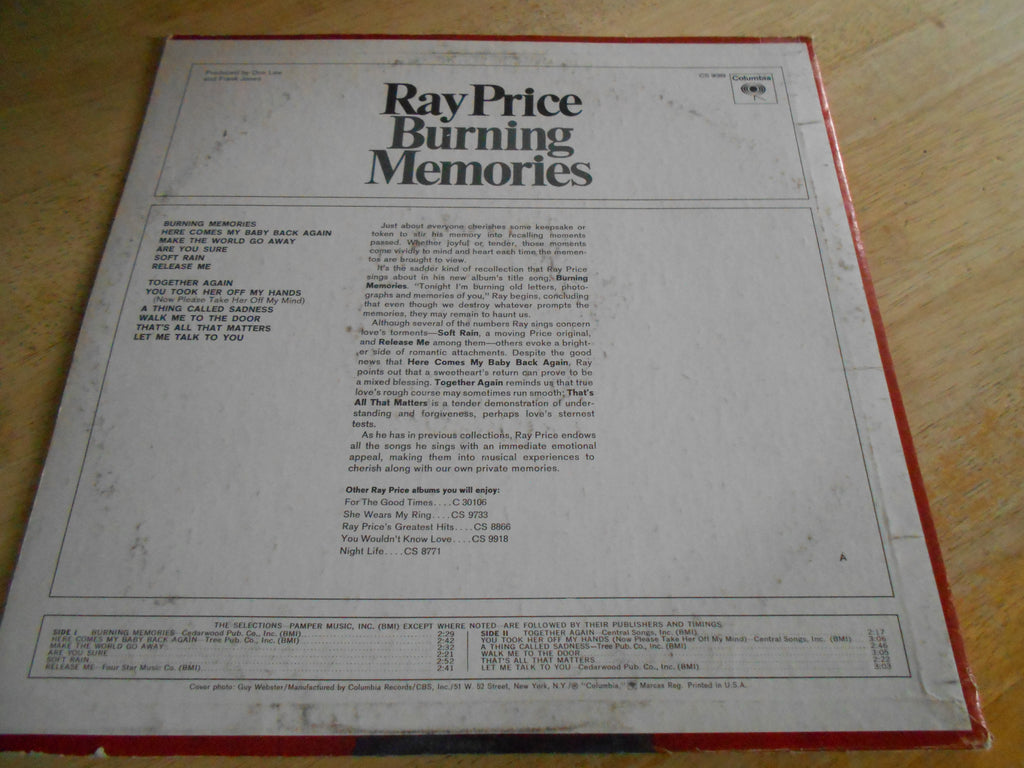 Produced by Don Law
and Frank Jones
CS 9089
Columbia
Ray Price
Burning
Memories
BURNING MEMORIES
HERE COMES MY BABY BACK AGAIN
MAKE THE WORLD GO AWAY
ARE YOU SURE
SOFT RAIN
RELEASE ME
TOGETHER AGAIN
YOU TOOK HER OFF MY HANDS
(Now Please Take Her Off My Mind)
A THING CALLED SADNESS
WALK ME TO THE DOOR
THAT'S ALL THAT MATTERS
LET ME TALK TO YOU
Just about everyone cherishes some keepsake or
token to stir his memory into recalling moments
passed. Whether joyful or tender, those moments
come vividly to mind and heart each time the memen-
tos are brought to view.
It's the sadder kind of recollection that Ray Price
sings about in his new album's title song, Burning
Memories. "Tonight I'm burning old letters, photo-
graphs and memories of you," Ray begins, concluding
that even though we destroy whatever prompts the
memories, they may remain to haunt us.
Although several of the numbers Ray sings concern
love's torments—Soft Rain, a moving Price original,
and Release Me among them—others evoke a bright-
er side of romantic attachments. Despite the good
news that Here Comes My Baby Back Again, Ray
points out that a sweetheart's return can prove to be
a mixed blessing. Together Again reminds us that true
love's rough course may sometimes run smooth; That's
All That Matters is a tender demonstration of under-
standing and forgiveness, perhaps love's sternest
tests.
As he has in previous collections, Ray Price endows
all the songs he sings with an immediate emotional
appeal, making them into musical experiences to
cherish along with our own private memories.
Other Ray Price albums you will enjoy:
For The Good Times....C 30106
She Wears My Ring....CS 9733
Ray Price's Greatest Hits....CS 8866
You Wouldn't Know Love....CS 9918
Night Life....CS 8771
A
THE SELECTIONS—PAMPER MUSIC, INC. (BMI) EXCEPT WHERE NOTED—ARE FOLLOWED BY THEIR PUBLISHERS AND TIMINGS
SIDE I BURNING MEMORIES—Cedarwood Pub. Co., Inc. (BMI) 2:29
HERE COMES MY BABY BACK AGAIN—Tree Pub. Co., Inc. (BMI) 2:42
MAKE THE WORLD GO AWAY 2:32
ARE YOU SURE 2:21
SOFT RAIN 2:52
RELEASE ME—Four Star Music Co. (BMI) 2:41
SIDE II TOGETHER AGAIN—Central Songs, Inc. (BMI) 2:17
YOU TOOK HER OFF MY HANDS (Now Please Take Her Off My Mind)—Central Songs, Inc. (BMI) 3:06
A THING CALLED SADNESS—Tree Pub. Co., Inc. (BMI) 2:46
WALK ME TO THE DOOR 3:05
THAT'S ALL THAT MATTERS 2:22
LET ME TALK TO YOU—Cedarwood Pub. Co., Inc. (BMI) 3:03
Cover photo: Guy Webster/Manufactured by Columbia Records/CBS, Inc./51 W. 52 Street, New York, N.Y./® "Columbia," Marcas Reg. Printed in U.S.A.